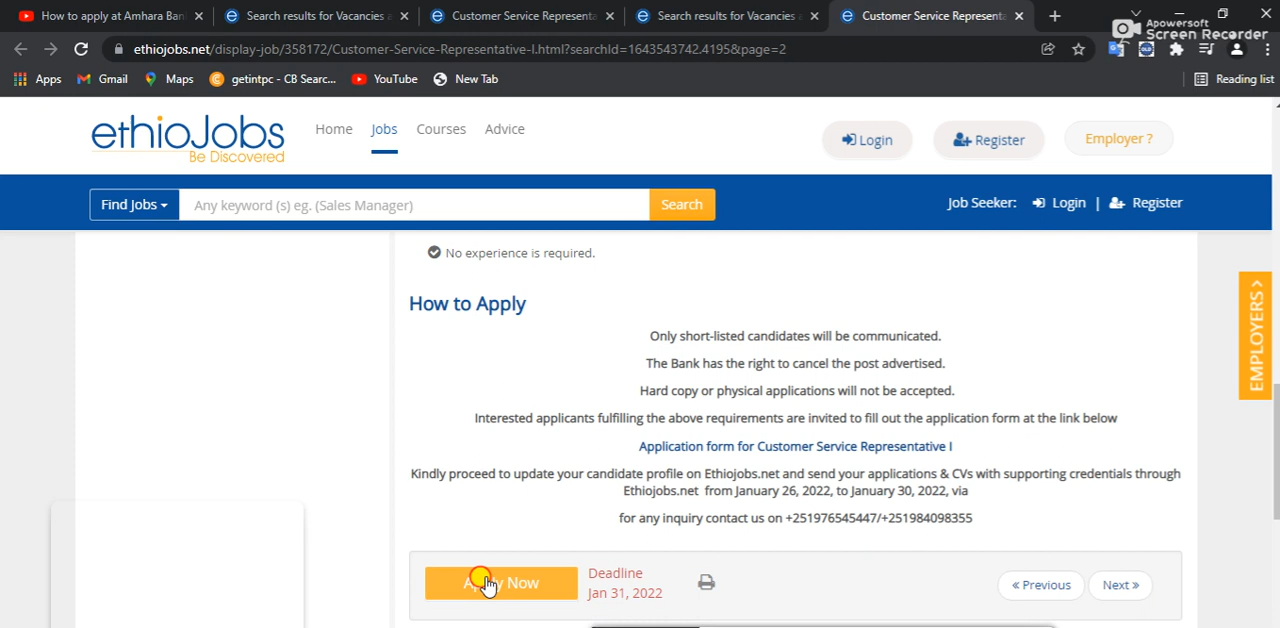 How to apply at Amhara Ban
Search results for Vacancies a
Customer Service Representa
Search results for Vacancies a
Customer Service Representa
Apowersoft
Screen Recorder
ethiojobs.net/display-job/358172/Customer-Service-Representative-I.html?searchId=1643543742.4195&page=2
Apps
Gmail
Maps
getintpc - CB Searc...
YouTube
New Tab
Reading list
ethioJobs
Be Discovered
Home
Jobs
Courses
Advice
Login
Register
Employer ?
Find Jobs
Any keyword (s) eg. (Sales Manager)
Search
Job Seeker: Login | Register
EMPLOYERS >
No experience is required.
How to Apply
Only short-listed candidates will be communicated.
The Bank has the right to cancel the post advertised.
Hard copy or physical applications will not be accepted.
Interested applicants fulfilling the above requirements are invited to fill out the application form at the link below
Application form for Customer Service Representative I
Kindly proceed to update your candidate profile on Ethiojobs.net and send your applications & CVs with supporting credentials through
Ethiojobs.net from January 26, 2022, to January 30, 2022, via
for any inquiry contact us on +251976545447/+251984098355
Apply Now
Deadline
Jan 31, 2022
« Previous
Next »